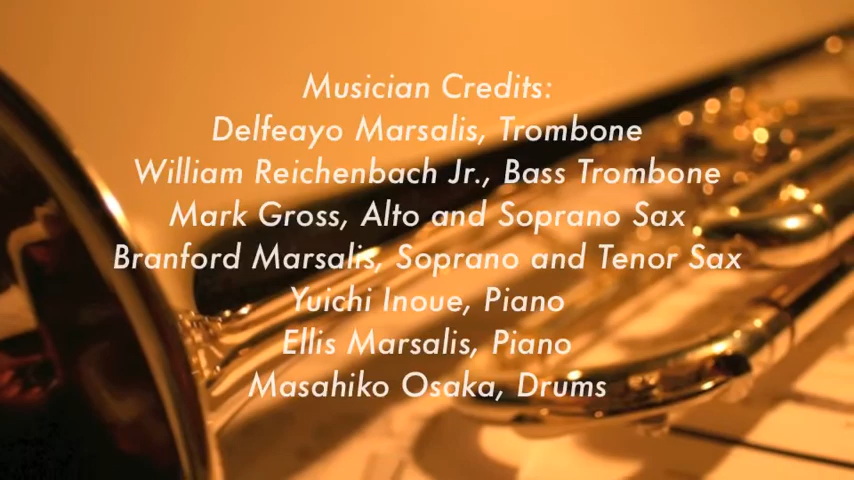 Musician Credits:
Delfeayo Marsalis, Trombone
William Reichenbach Jr., Bass Trombone
Mark Gross, Alto and Soprano Sax
Branford Marsalis, Soprano and Tenor Sax
Yuichi Inoue, Piano
Ellis Marsalis, Piano
Masahiko Osaka, Drums